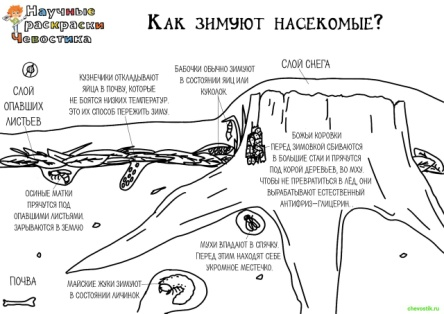 Научные
раскраски
Чевостика
Как зимуют насекомые?
слой
опавших
листьев
Кузнечики откладывают
яйца в почву, которые
не боятся низких температур.
Это их способ пережить зиму.
Бабочки обычно зимуют
в состоянии яиц или
куколок.
слой снега
Божьи коровки
перед зимовкой сбиваются
в большие стаи и прячутся
под корой деревьев, во мху.
Чтобы не превратиться в лёд, они
вырабатывают естественный
антифриз–глицерин.
Осиные матки
прячутся под
опавшими листьями,
зарываются в землю
Мухи впадают в спячку.
Перед этим находят себе
укромное местечко.
почва
Майские жуки зимуют
в состоянии личинок.
chevostik.ru